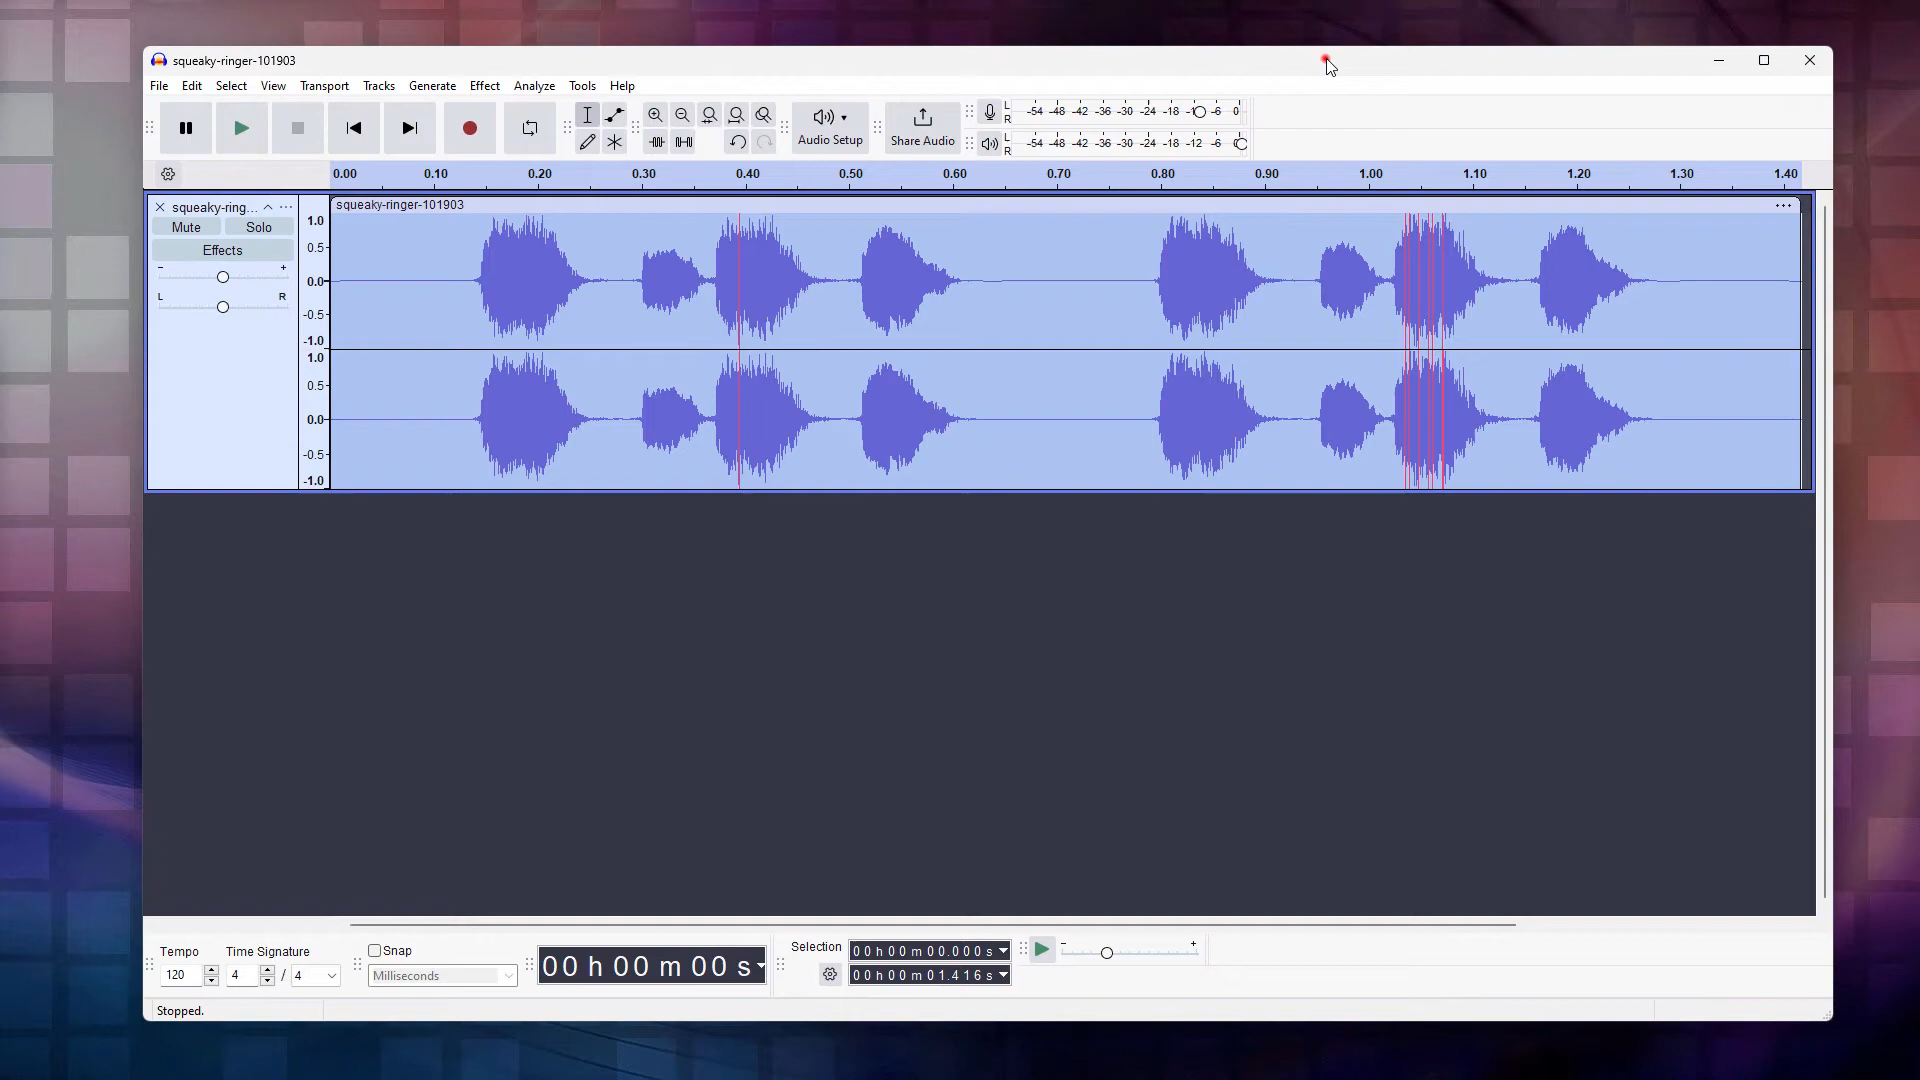 squeaky-ringer-101903
File Edit Select View Transport Tracks Generate Effect Analyze Tools Help
Audio Setup
Share Audio
L
R
-54 -48 -42 -36 -30 -24 -18 -6 0
L
R
-54 -48 -42 -36 -30 -24 -18 -12 -6
0.00 0.10 0.20 0.30 0.40 0.50 0.60 0.70 0.80 0.90 1.00 1.10 1.20 1.30 1.40
squeaky-ring...
squeaky-ringer-101903
Mute Solo
Effects
- +
L R
1.0
0.5
0.0
-0.5
-1.0
1.0
0.5
0.0
-0.5
-1.0
Tempo
120
Time Signature
4 / 4
Snap
Milliseconds
00 h 00 m 00 s
Selection
00 h 00 m 00.000 s
00 h 00 m 01.416 s
- +
Stopped.